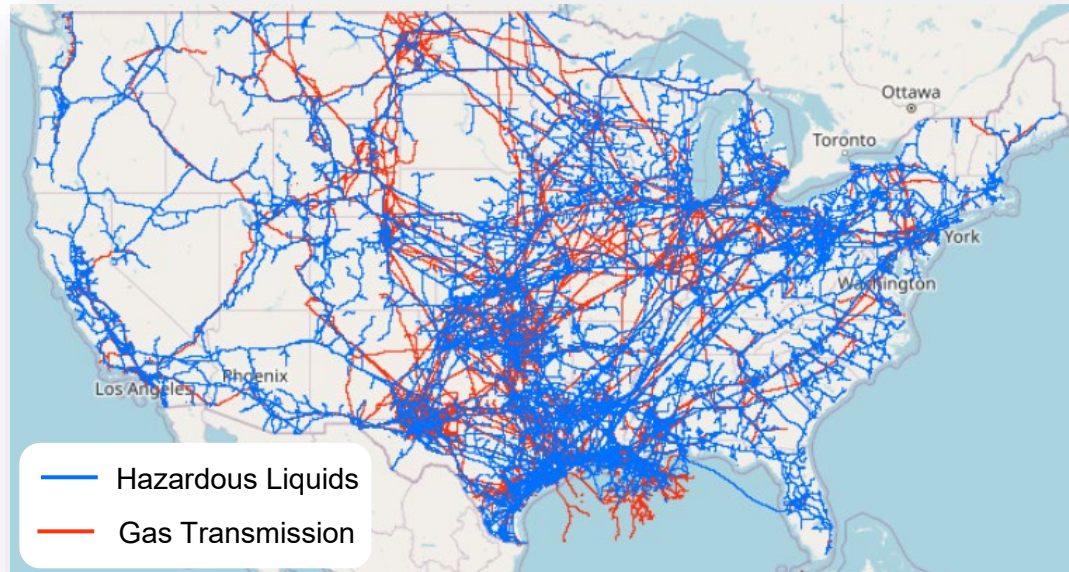 Ottawa
Toronto
York
Washington
Los Angeles
Phoenix
Hazardous Liquids
Gas Transmission